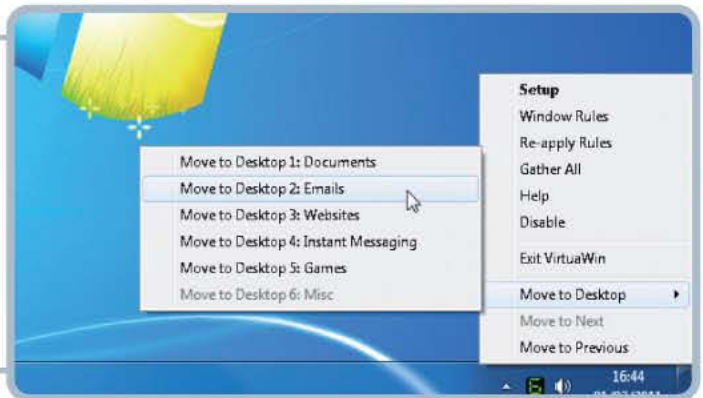 Setup
Window Rules
Re-apply Rules
Gather All
Help
Disable
Exit VirtuaWin
Move to Desktop
Move to Next
Move to Previous
Move to Desktop 1: Documents
Move to Desktop 2: Emails
Move to Desktop 3: Websites
Move to Desktop 4: Instant Messaging
Move to Desktop 5: Games
Move to Desktop 6: Misc
6
16:44